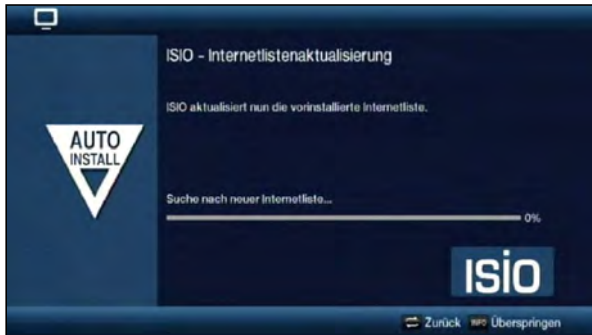 ISIO - Internetlistenaktualisierung
ISIO aktualisiert nun die vorinstallierte Internetliste.
AUTO
INSTALL
Suche nach neuer Internetliste...
0%
ISIO
Zurück INFO Überspringen